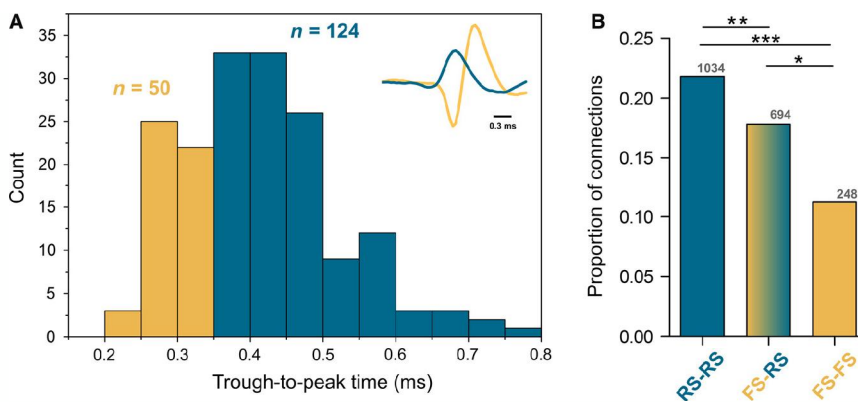 A
n = 50
n = 124
0.3 ms
Count
35
30
25
20
15
10
5
0
0.2
0.3
0.4
0.5
0.6
0.7
0.8
Trough-to-peak time (ms)
B
**
***
*
Proportion of connections
0.25
0.20
0.15
0.10
0.05
0.00
1034
694
248
RS-RS
FS-RS
FS-FS